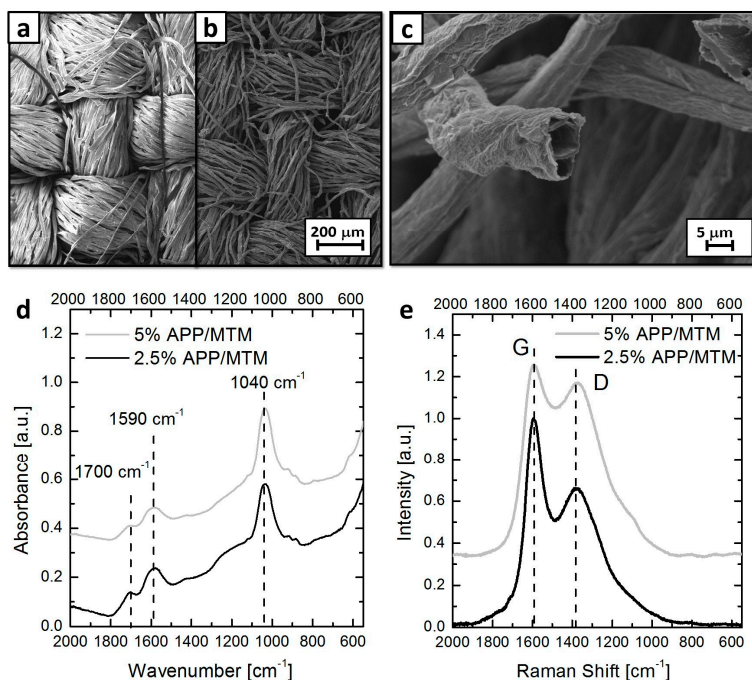 a
b
c
200 μm
5 μm
d
2000 1800 1600 1400 1200 1000 800 600
5% APP/MTM
2.5% APP/MTM
1040 cm-1
1590 cm-1
1700 cm-1
Absorbance [a.u.]
1.2
1.0
0.8
0.6
0.4
0.2
0.0
2000 1800 1600 1400 1200 1000 800 600
Wavenumber [cm-1]
e
2000 1800 1600 1400 1200 1000 800 600
5% APP/MTM
2.5% APP/MTM
G
D
Intensity [a.u.]
1.4
1.2
1.0
0.8
0.6
0.4
0.2
0.0
2000 1800 1600 1400 1200 1000 800 600
Raman Shift [cm-1]